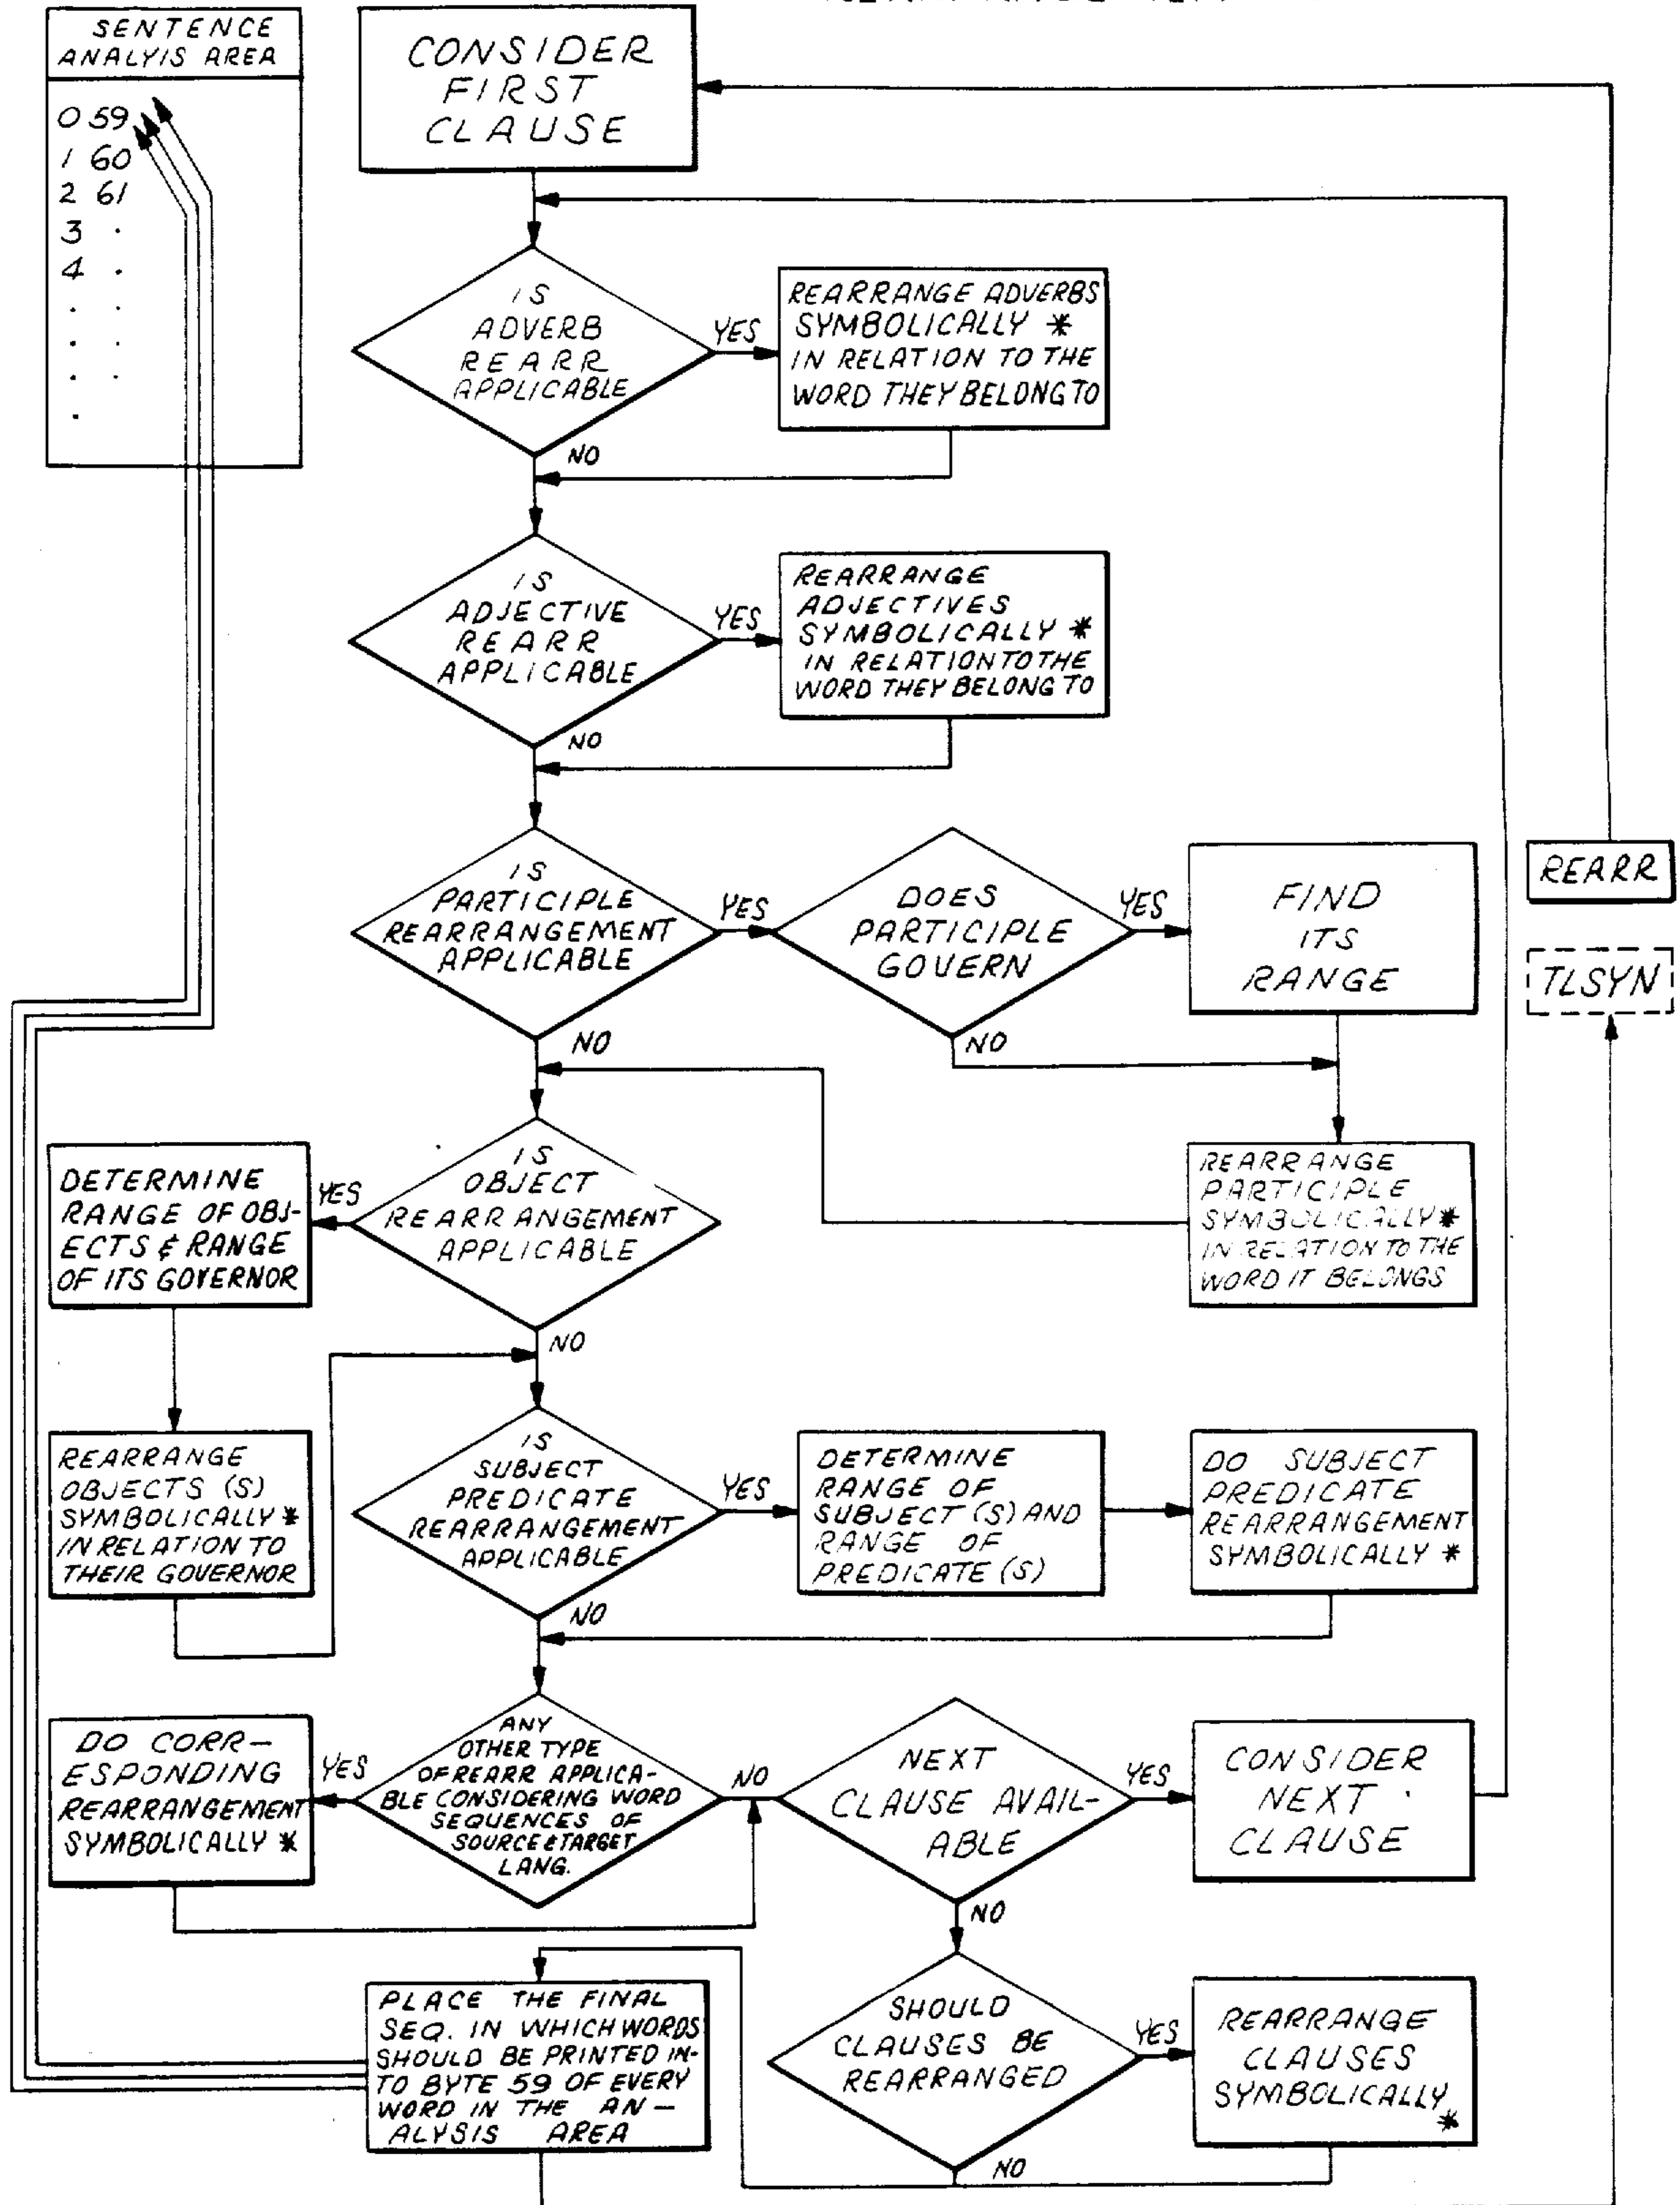 SENTENCE
ANALYIS AREA
0 59
1 60
2 61
3 .
4 .
CONSIDER
FIRST
CLAUSE
IS
ADVERB
REARR
APPLICABLE
YES
REARRANGE ADVERBS
SYMBOLICALLY *
IN RELATION TO THE
WORD THEY BELONG TO
NO
IS
ADJECTIVE
REARR
APPLICABLE
YES
REARRANGE
ADJECTIVES
SYMBOLICALLY *
IN RELATION TO THE
WORD THEY BELONG TO
NO
IS
PARTICIPLE
REARRANGEMENT
APPLICABLE
YES
DOES
PARTICIPLE
GOVERN
YES
FIND
ITS
RANGE
REARR
TLSYN
NO
NO
REARRANGE
PARTICIPLE
SYMBOLICALLY *
IN RELATION TO THE
WORD IT BELONGS
IS
OBJECT
REARRANGEMENT
APPLICABLE
YES
DETERMINE
RANGE OF OBJ-
ECTS & RANGE
OF ITS GOVERNOR
NO
REARRANGE
OBJECTS (S)
SYMBOLICALLY *
IN RELATION TO
THEIR GOVERNOR
IS
SUBJECT
PREDICATE
REARRANGEMENT
APPLICABLE
YES
DETERMINE
RANGE OF
SUBJECT (S) AND
RANGE OF
PREDICATE (S)
DO SUBJECT
PREDICATE
REARRANGEMENT
SYMBOLICALLY *
NO
ANY
OTHER TYPE
OF REARR APPLICA-
BLE CONSIDERING WORD
SEQUENCES OF
SOURCE & TARGET
LANG.
YES
DO CORR-
ESPONDING
REARRANGEMENT
SYMBOLICALLY *
NO
NEXT
CLAUSE AVAIL-
ABLE
YES
CONSIDER
NEXT
CLAUSE
NO
SHOULD
CLAUSES BE
REARRANGED
YES
REARRANGE
CLAUSES
SYMBOLICALLY *
NO
PLACE THE FINAL
SEQ. IN WHICH WORDS
SHOULD BE PRINTED IN-
TO BYTE 59 OF EVERY
WORD IN THE AN-
ALYSIS AREA